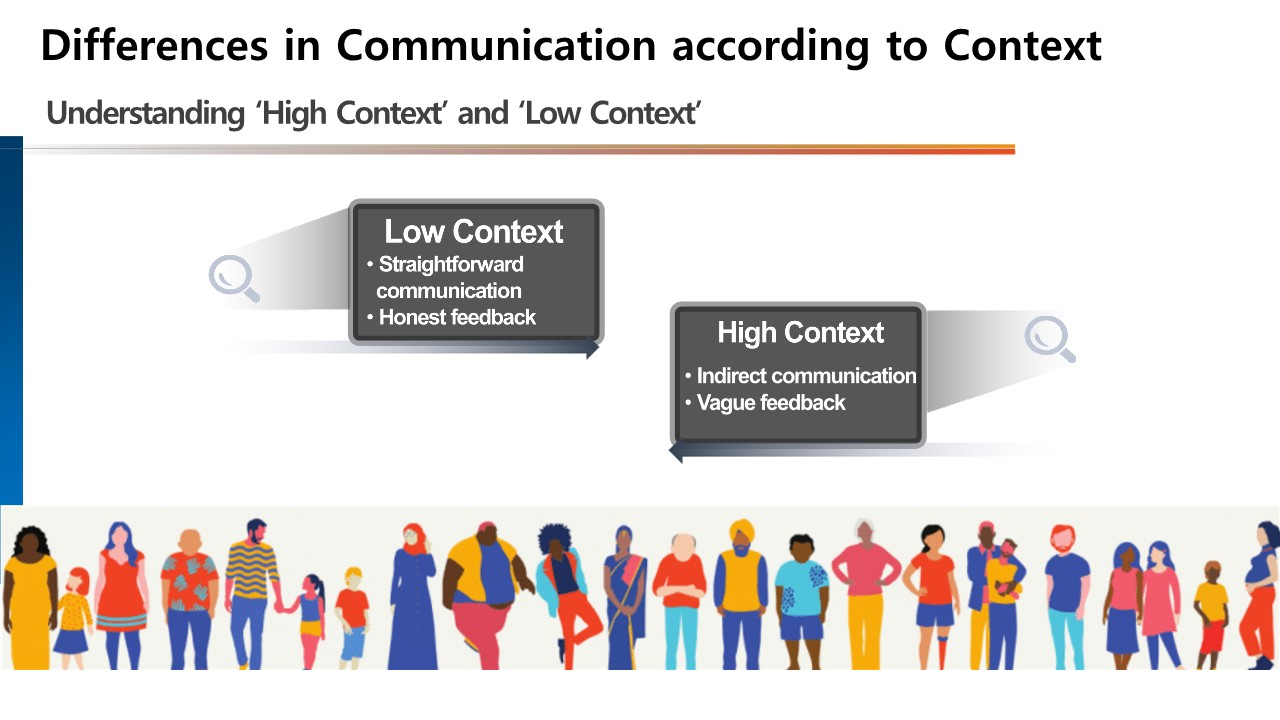 Differences in Communication according to Context
Understanding ‘High Context’ and ‘Low Context’
Low Context
• Straightforward
communication
• Honest feedback
High Context
• Indirect communication
• Vague feedback